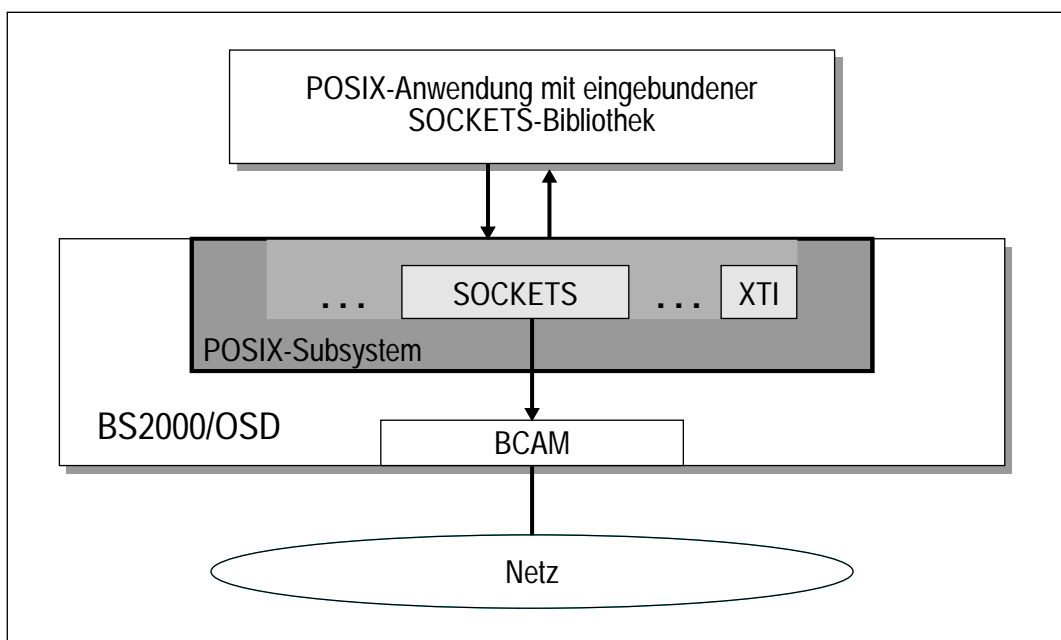 POSIX-Anwendung mit eingebundener
SOCKETS-Bibliothek
. . . SOCKETS . . . XTI
POSIX-Subsystem
BS2000/OSD
BCAM
Netz